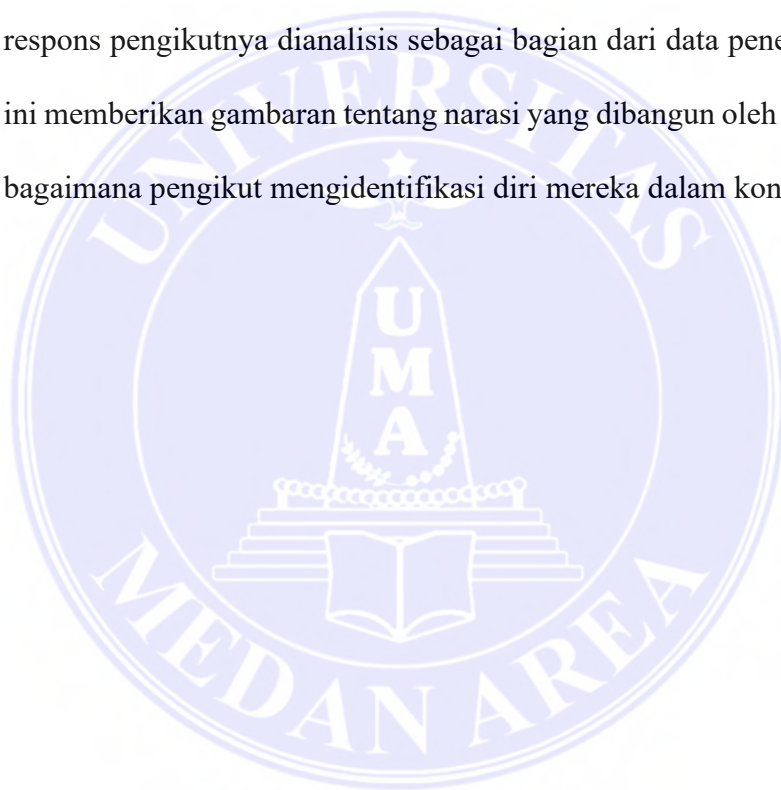 respons pengikutnya dianalisis sebagai bagian dari data
ini memberikan gambaran tentang narasi yang dibangun oleh
bagaimana pengikut mengidentifikasi diri mereka dalam
UNIVERSITAS
U
M
A
MEDAN AREA